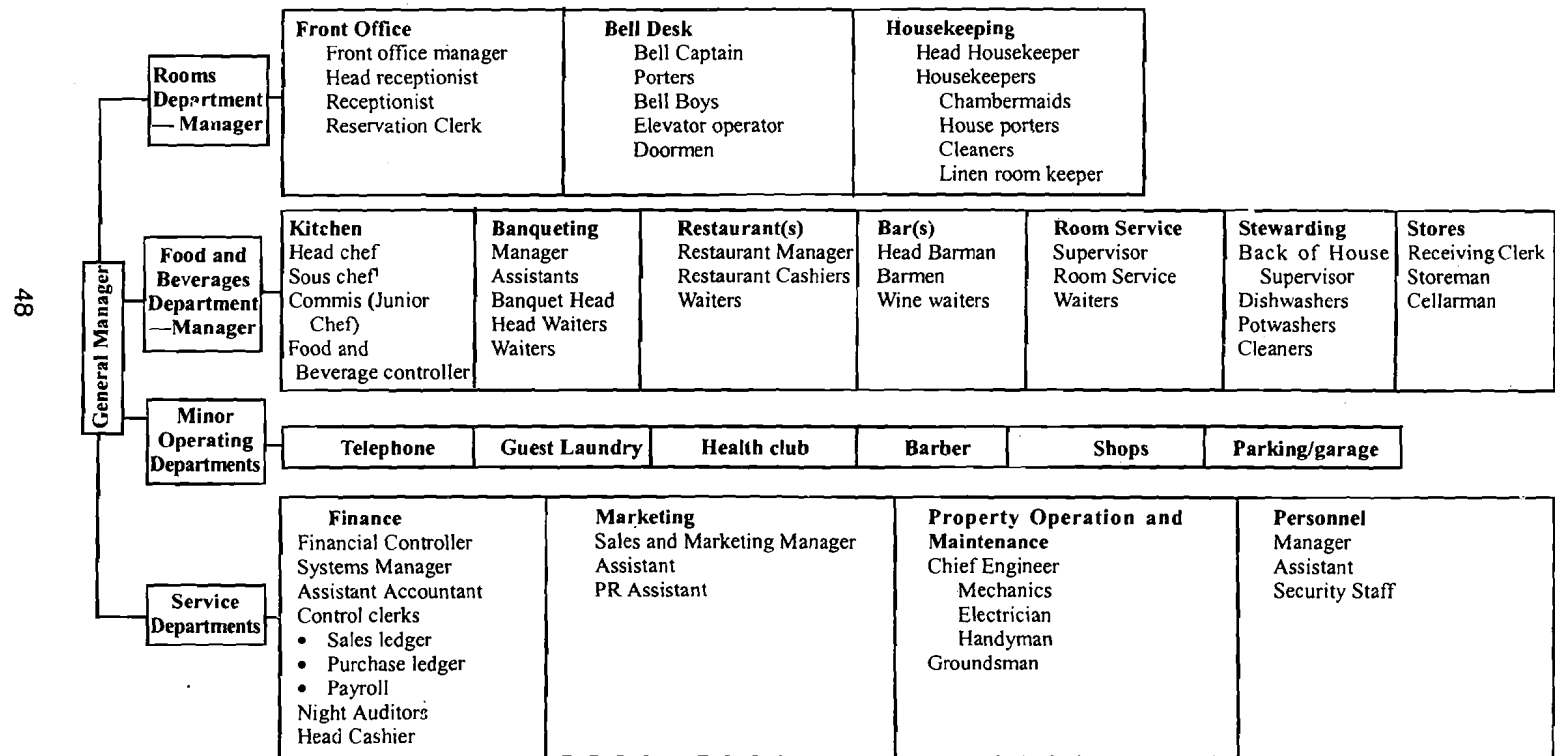 48
General Manager
Rooms
Department
— Manager
Front Office
Front office manager
Head receptionist
Receptionist
Reservation Clerk
Bell Desk
Bell Captain
Porters
Bell Boys
Elevator operator
Doormen
Housekeeping
Head Housekeeper
Housekeepers
Chambermaids
House porters
Cleaners
Linen room keeper
Food and
Beverages
Department
—Manager
Kitchen
Head chef
Sous chef
Commis (Junior
Chef)
Food and
Beverage controller
Banqueting
Manager
Assistants
Banquet Head
Head Waiters
Waiters
Restaurant(s)
Restaurant Manager
Restaurant Cashiers
Waiters
Bar(s)
Head Barman
Barmen
Wine waiters
Room Service
Supervisor
Room Service
Waiters
Stewarding
Back of House
Supervisor
Dishwashers
Potwashers
Cleaners
Stores
Receiving Clerk
Storeman
Cellarman
Minor
Operating
Departments
Telephone
Guest Laundry
Health club
Barber
Shops
Parking/garage
Service
Departments
Finance
Financial Controller
Systems Manager
Assistant Accountant
Control clerks
• Sales ledger
• Purchase ledger
• Payroll
Night Auditors
Head Cashier
Marketing
Sales and Marketing Manager
Assistant
PR Assistant
Property Operation and
Maintenance
Chief Engineer
Mechanics
Electrician
Handyman
Groundsman
Personnel
Manager
Assistant
Security Staff